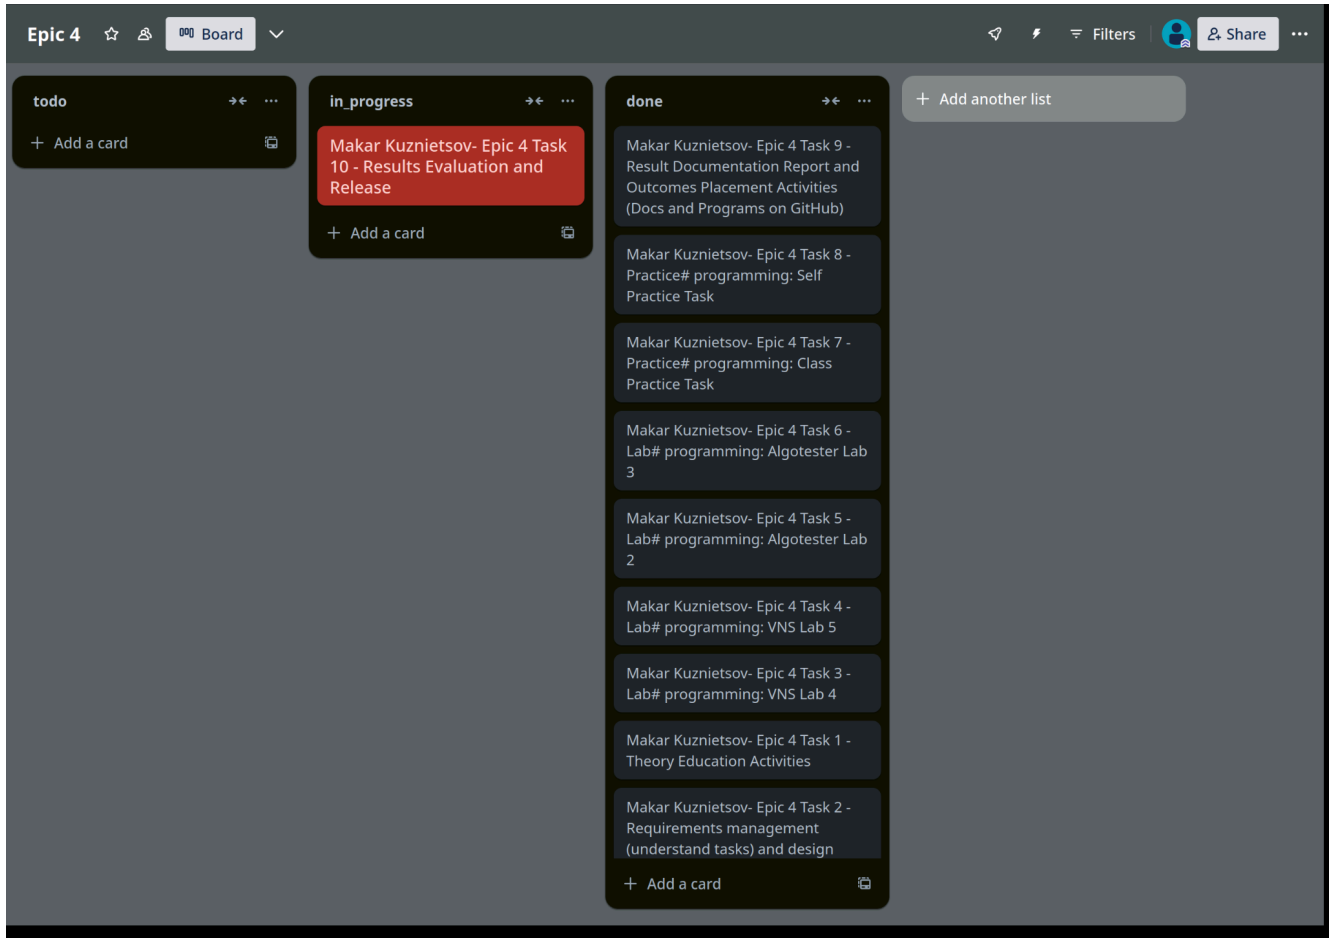 Epic 4
Board
Filters
Share
todo
Add a card
in_progress
Makar Kuznietsov- Epic 4 Task
10 - Results Evaluation and
Release
Add a card
done
Makar Kuznietsov- Epic 4 Task 9 -
Result Documentation Report and
Outcomes Placement Activities
(Docs and Programs on GitHub)
Makar Kuznietsov- Epic 4 Task 8 -
Practice# programming: Self
Practice Task
Makar Kuznietsov- Epic 4 Task 7 -
Practice# programming: Class
Practice Task
Makar Kuznietsov- Epic 4 Task 6 -
Lab# programming: Algotester Lab
3
Makar Kuznietsov- Epic 4 Task 5 -
Lab# programming: Algotester Lab
2
Makar Kuznietsov- Epic 4 Task 4 -
Lab# programming: VNS Lab 5
Makar Kuznietsov- Epic 4 Task 3 -
Lab# programming: VNS Lab 4
Makar Kuznietsov- Epic 4 Task 1 -
Theory Education Activities
Makar Kuznietsov- Epic 4 Task 2 -
Requirements management
(understand tasks) and design
Add a card
Add another list